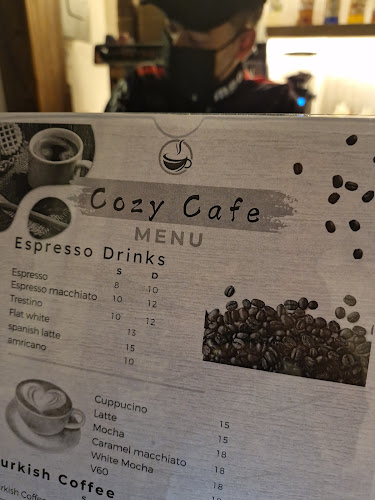 Cozy Cafe
MENU
Espresso Drinks
S D
Espresso 8 10
Espresso macchiato 10 12
Trestino 10 12
Flat white 13
spanish latte 15
amricano 10
Cuppucino 15
Latte 15
Mocha 18
Caramel macchiato 18
White Mocha 18
V60
urkish Coffee
rkish Coffee